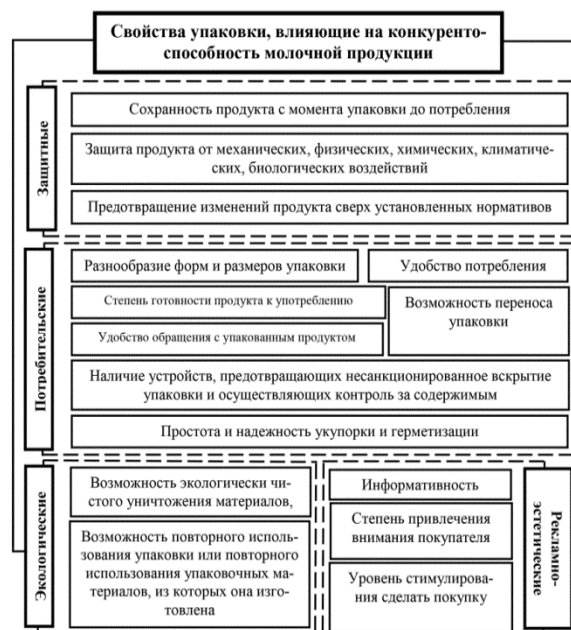 Свойства упаковки, влияющие на конкуренто-
способность молочной продукции
Защитные
Сохранность продукта с момента упаковки до потребления
Защита продукта от механических, физических, химических, климатиче-
ских, биологических воздействий
Предотвращение изменений продукта сверх установленных нормативов
Потребительские
Разнообразие форм и размеров упаковки
Удобство потребления
Степень готовности продукта к употреблению
Возможность переноса
упаковки
Удобство обращения с упакованным продуктом
Наличие устройств, предотвращающих несанкционированное вскрытие
упаковки и осуществляющих контроль за содержимым
Простота и надежность укупорки и герметизации
Экологические
Возможность экологически чи-
стого уничтожения материалов,
Возможность повторного исполь-
зования упаковки или повторного
использования упаковочных ма-
териалов, из которых она изго-
товлена
Информативность
Степень привлечения
внимания покупателя
Уровень стимулирова-
ния сделать покупку
Рекламно-
эстетические